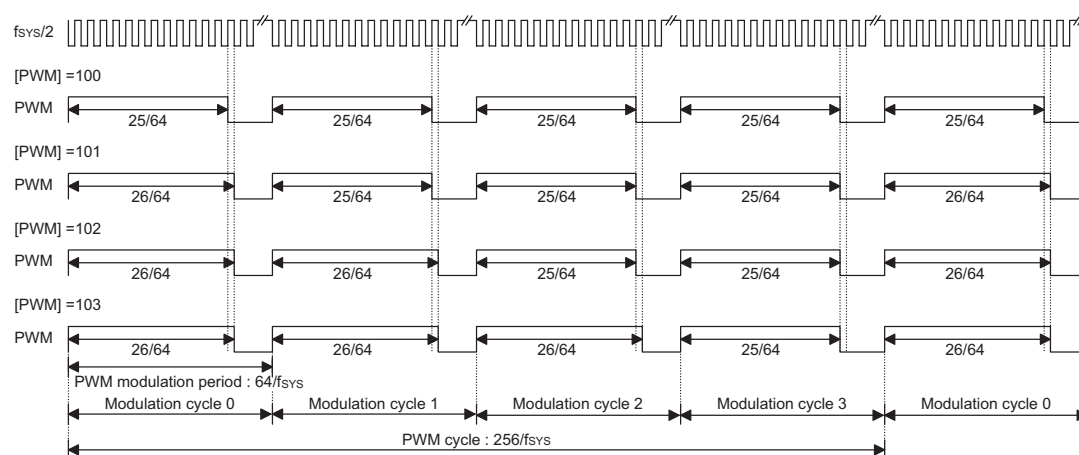 fSYS/2
[PWM] =100
PWM
25/64 25/64 25/64 25/64 25/64
[PWM] =101
PWM
26/64 25/64 25/64 25/64 26/64
[PWM] =102
PWM
26/64 26/64 25/64 25/64 26/64
[PWM] =103
PWM
26/64 26/64 26/64 25/64 26/64
PWM modulation period : 64/fSYS
Modulation cycle 0 Modulation cycle 1 Modulation cycle 2 Modulation cycle 3 Modulation cycle 0
PWM cycle : 256/fSYS